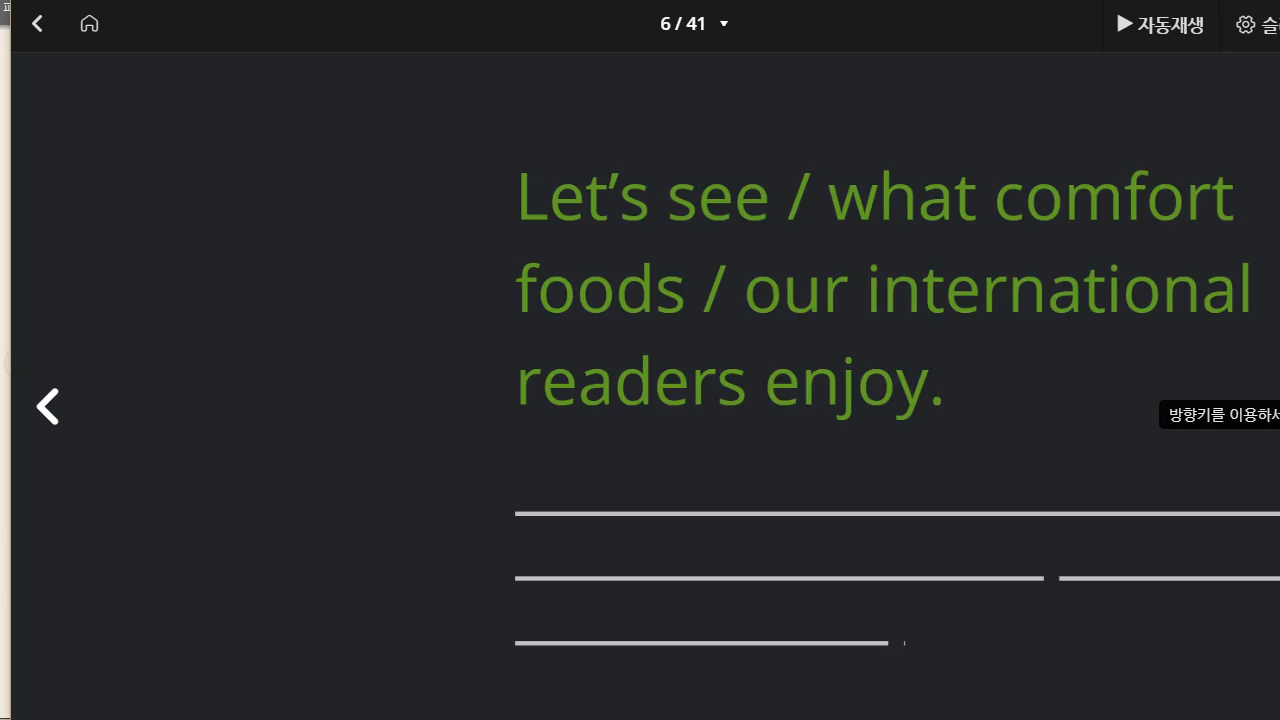 6 / 41
자동재생
Let’s see / what comfort
foods / our international
readers enjoy.
방향키를 이용하